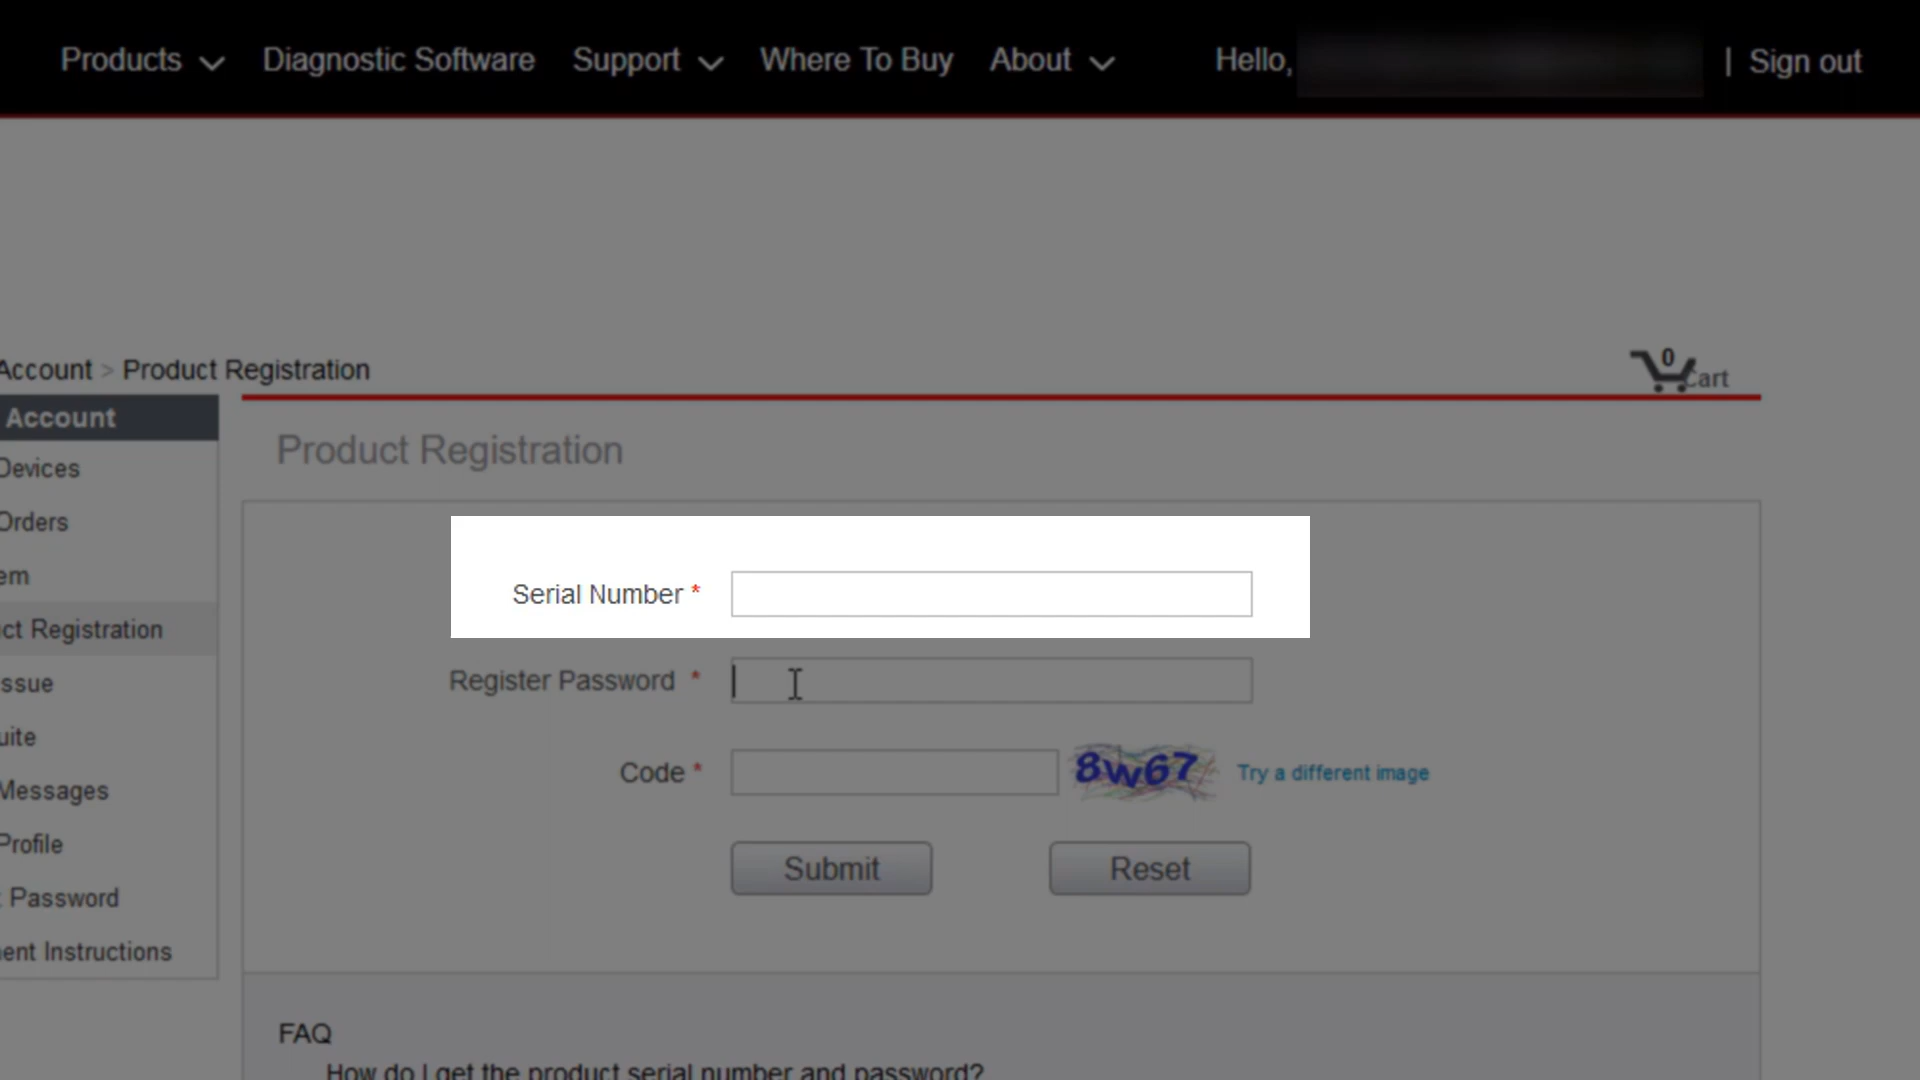 Products Diagnostic Software Support Where To Buy About Hello, | Sign out
Account > Product Registration
0
Cart
Account
Devices
Orders
em
ct Registration
ssue
uite
Messages
Profile
t Password
ent Instructions
Product Registration
Serial Number *
Register Password *
Code * 8w67 Try a different image
Submit Reset
FAQ
How do I get the product serial number and password?